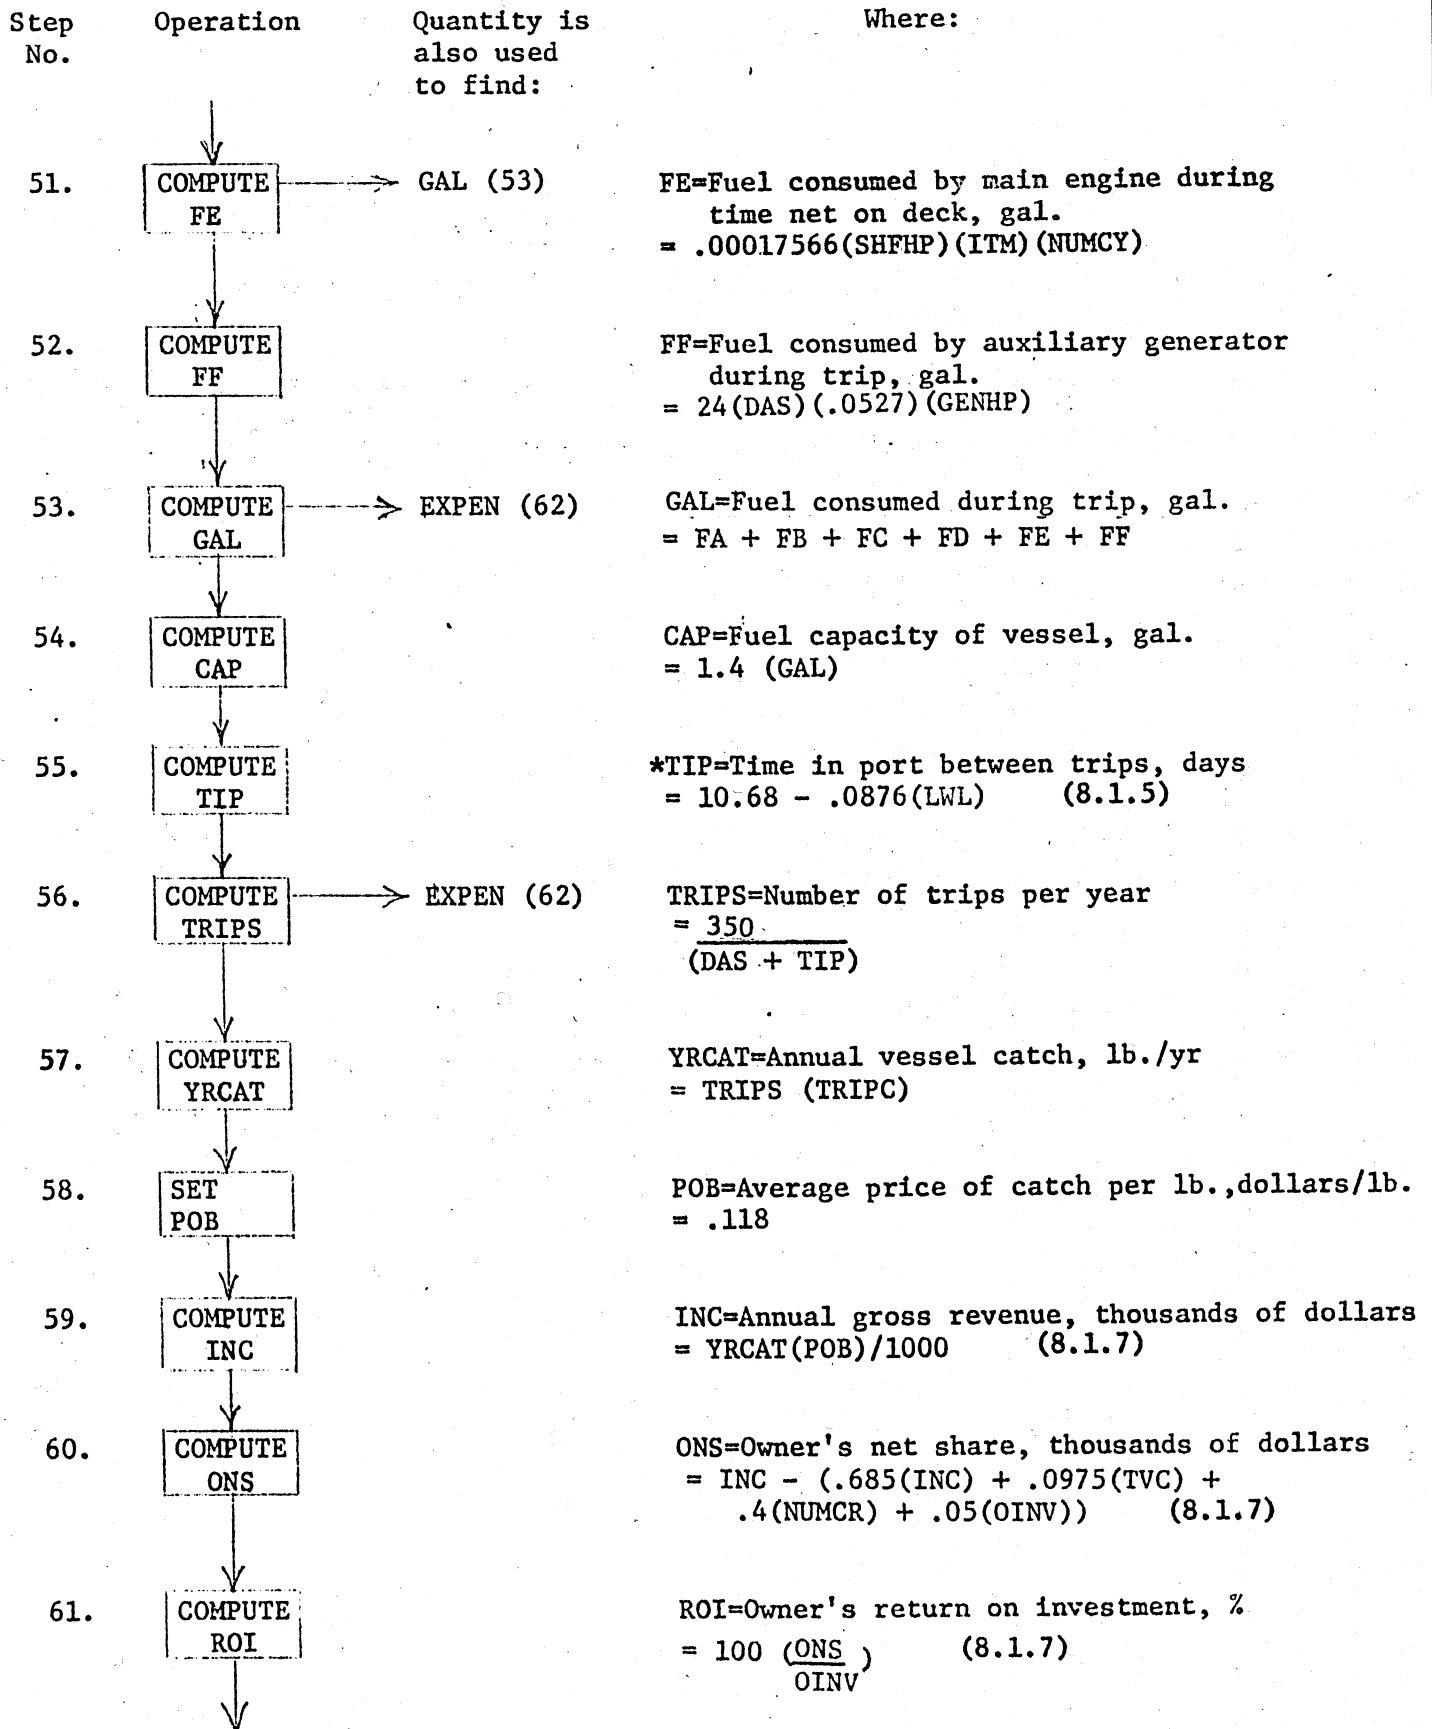 Step Operation Quantity is Where:
No. also used
to find:
51. COMPUTE GAL (53) FE=Fuel consumed by main engine during
FE time net on deck, gal.
= .00017566(SHFHP)(ITM)(NUMCY)
52. COMPUTE FF=Fuel consumed by auxiliary generator
FF during trip, gal.
= 24(DAS)(.0527)(GENHP)
53. COMPUTE EXPEN (62) GAL=Fuel consumed during trip, gal.
GAL = FA + FB + FC + FD + FE + FF
54. COMPUTE CAP=Fuel capacity of vessel, gal.
CAP = 1.4 (GAL)
55. COMPUTE *TIP=Time in port between trips, days
TIP = 10.68 - .0876(LWL) (8.1.5)
56. COMPUTE EXPEN (62) TRIPS=Number of trips per year
TRIPS = 350
(DAS + TIP)
57. COMPUTE YRCAT=Annual vessel catch, lb./yr
YRCAT = TRIPS (TRIPC)
58. SET POB=Average price of catch per lb.,dollars/lb.
POB = .118
59. COMPUTE INC=Annual gross revenue, thousands of dollars
INC = YRCAT(POB)/1000 (8.1.7)
60. COMPUTE ONS=Owner's net share, thousands of dollars
ONS = INC - (.685(INC) + .0975(TVC) +
.4(NUMCR) + .05(OINV)) (8.1.7)
61. COMPUTE ROI=Owner's return on investment, %
ROI = 100 (ONS ) (8.1.7)
OINV